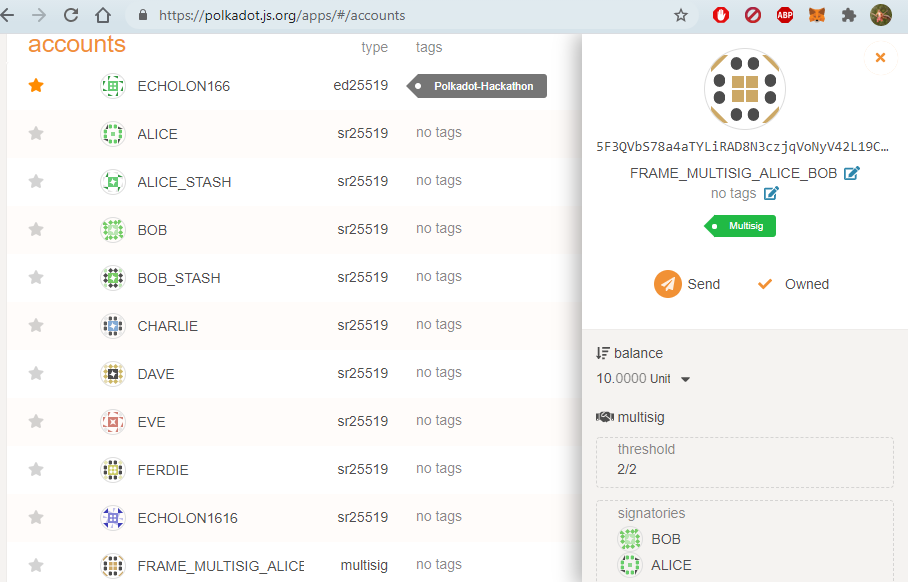 https://polkadot.js.org/apps/#/accounts
ABP
accounts type tags
ECHOLON166 ed25519 Polkadot-Hackathon
ALICE sr25519 no tags
ALICE_STASH sr25519 no tags
BOB sr25519 no tags
BOB_STASH sr25519 no tags
CHARLIE sr25519 no tags
DAVE sr25519 no tags
EVE sr25519 no tags
FERDIE sr25519 no tags
ECHOLON1616 sr25519 no tags
FRAME_MULTISIG_ALICE multisig no tags
5F3QVbS78a4aTYLiRAD8N3czjqVoNyV42L19C…
FRAME_MULTISIG_ALICE_BOB
no tags
Multisig
Send Owned
balance
10.0000 Unit
multisig
threshold
2/2
signatories
BOB
ALICE